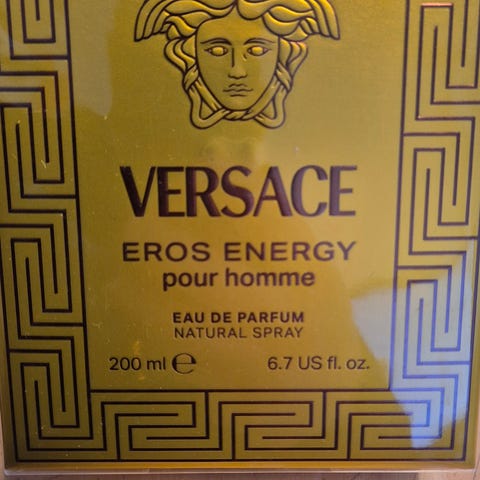 VERSACE
EROS ENERGY
pour homme
EAU DE PARFUM
NATURAL SPRAY
200 ml ℮ 6.7 US fl. oz.